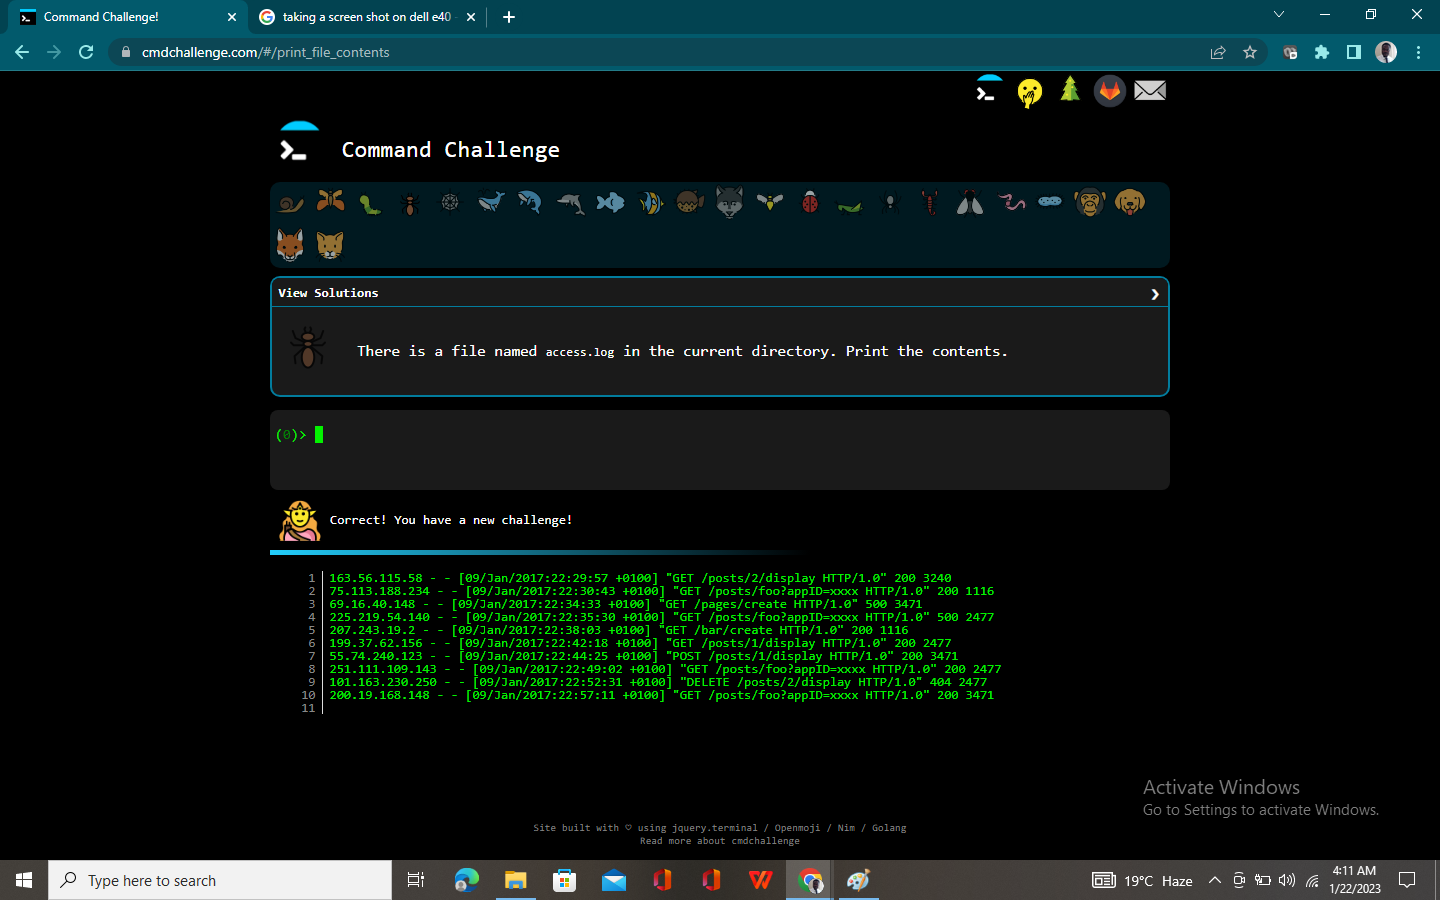 Command Challenge!
taking a screen shot on dell e40
cmdchallenge.com/#/print_file_contents
Command Challenge
View Solutions
There is a file named access.log in the current directory. Print the contents.
(0)>
Correct! You have a new challenge!
1 163.56.115.58 - - [09/Jan/2017:22:29:57 +0100] "GET /posts/2/display HTTP/1.0" 200 3240
2 75.113.188.234 - - [09/Jan/2017:22:30:43 +0100] "GET /posts/foo?appID=xxxx HTTP/1.0" 200 1116
3 69.16.40.148 - - [09/Jan/2017:22:34:33 +0100] "GET /pages/create HTTP/1.0" 500 3471
4 225.219.54.140 - - [09/Jan/2017:22:35:30 +0100] "GET /posts/foo?appID=xxxx HTTP/1.0" 500 2477
5 207.243.19.2 - - [09/Jan/2017:22:38:03 +0100] "GET /bar/create HTTP/1.0" 200 1116
6 199.37.62.156 - - [09/Jan/2017:22:42:18 +0100] "GET /posts/1/display HTTP/1.0" 200 2477
7 55.74.240.123 - - [09/Jan/2017:22:44:25 +0100] "POST /posts/1/display HTTP/1.0" 200 3471
8 251.111.109.143 - - [09/Jan/2017:22:49:02 +0100] "GET /posts/foo?appID=xxxx HTTP/1.0" 200 2477
9 101.163.230.250 - - [09/Jan/2017:22:52:31 +0100] "DELETE /posts/2/display HTTP/1.0" 404 2477
10 200.19.168.148 - - [09/Jan/2017:22:57:11 +0100] "GET /posts/foo?appID=xxxx HTTP/1.0" 200 3471
11
Activate Windows
Go to Settings to activate Windows.
Site built with ♡ using jquery.terminal / Openmoji / Nim / Golang
Read more about cmdchallenge
Type here to search
19°C Haze
4:11 AM
1/22/2023